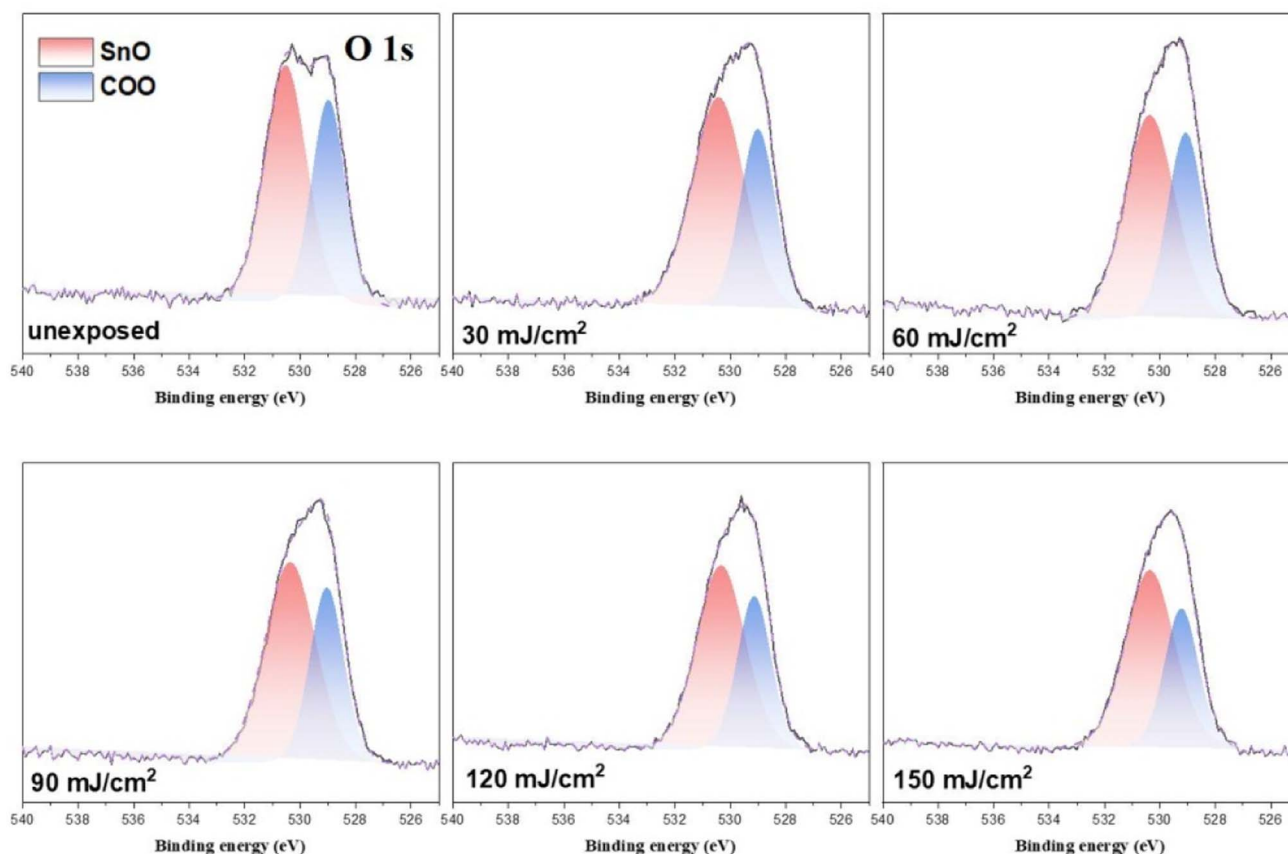 SnO
COO
O 1s
unexposed
540 538 536 534 532 530 528 526
Binding energy (eV)
30 mJ/cm²
540 538 536 534 532 530 528 526
Binding energy (eV)
60 mJ/cm²
540 538 536 534 532 530 528 526
Binding energy (eV)
90 mJ/cm²
540 538 536 534 532 530 528 526
Binding energy (eV)
120 mJ/cm²
540 538 536 534 532 530 528 526
Binding energy (eV)
150 mJ/cm²
540 538 536 534 532 530 528 526
Binding energy (eV)